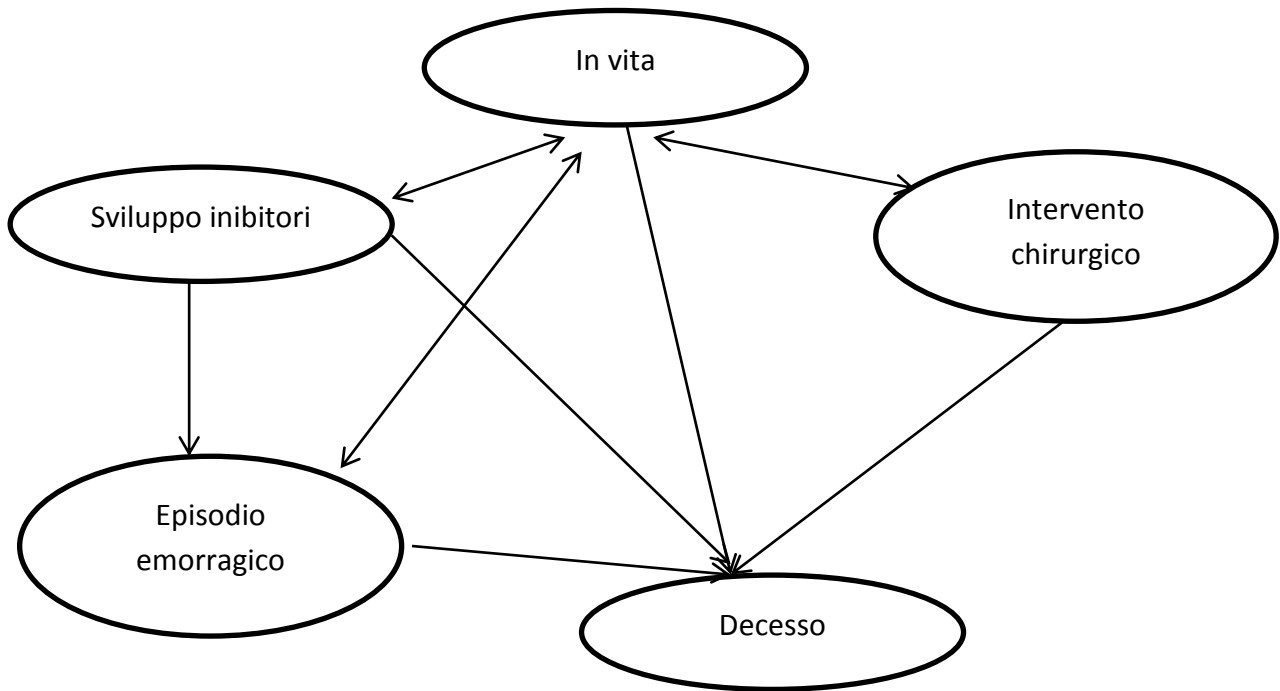 In vita
Sviluppo inibitori
Intervento
chirurgico
Episodio
emorragico
Decesso